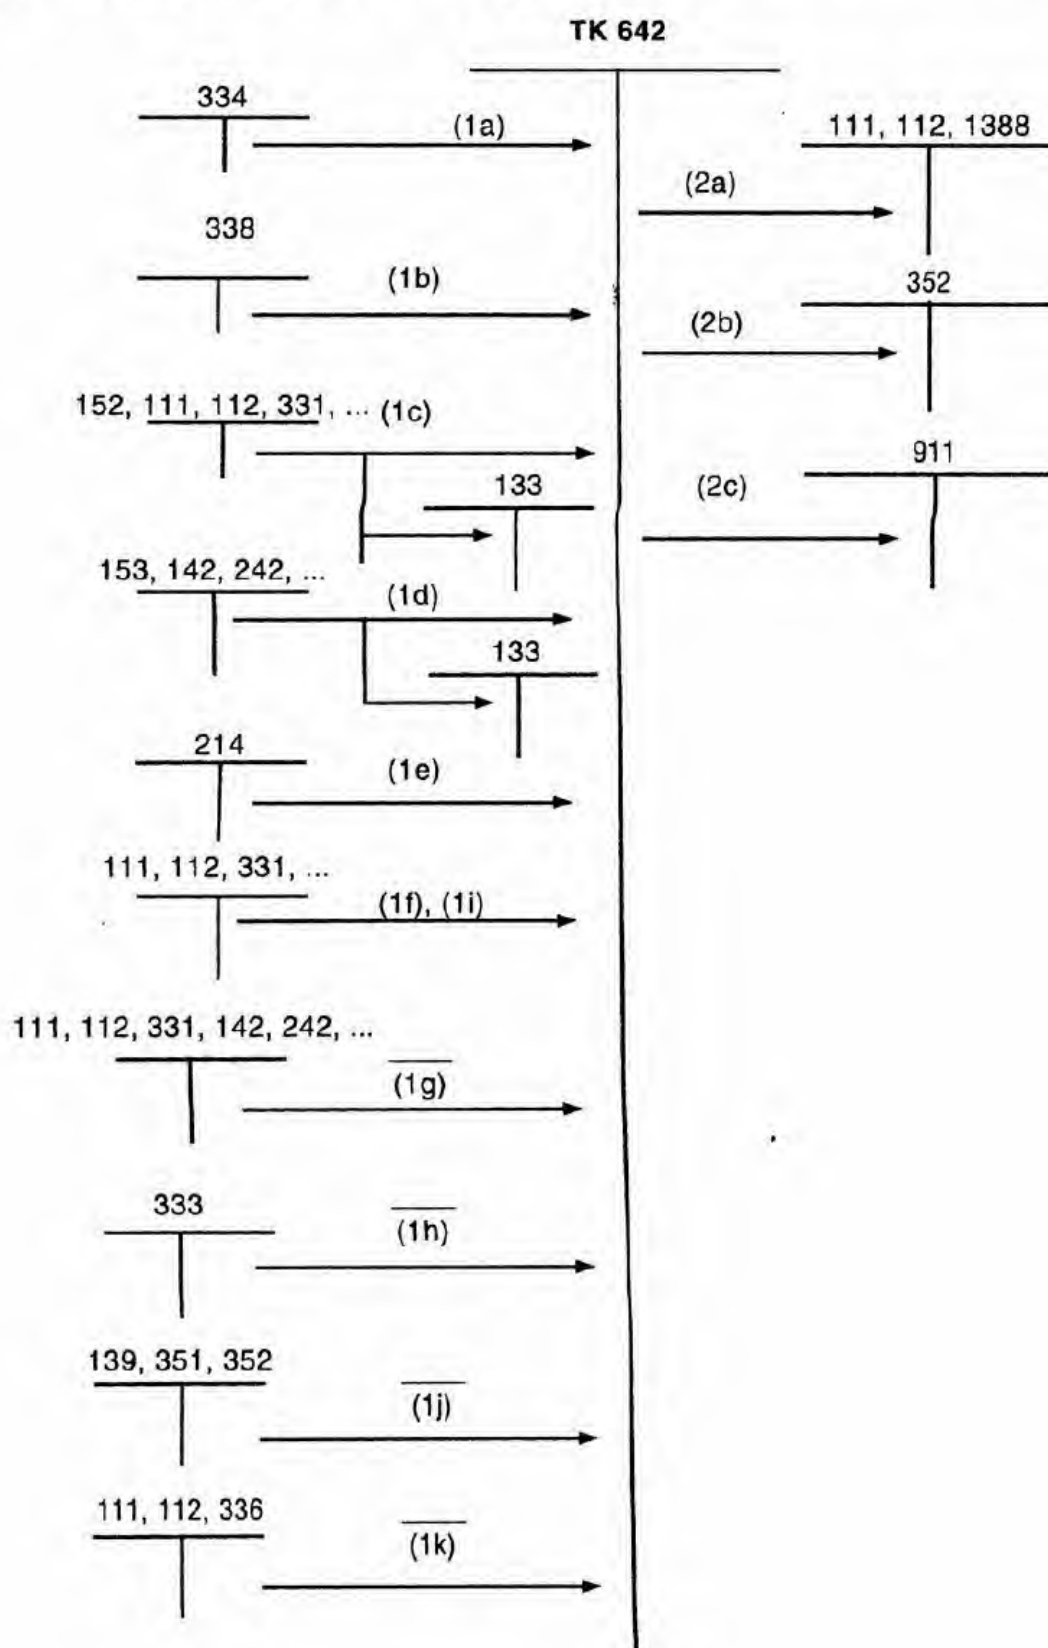 TK 642
334
(1a)
111, 112, 1388
(2a)
338
(1b)
352
(2b)
152, 111, 112, 331, ... (1c)
133
911
(2c)
153, 142, 242, ...
(1d)
133
214
(1e)
111, 112, 331, ...
(1f), (1i)
111, 112, 331, 142, 242, ...
(1g)
333
(1h)
139, 351, 352
(1j)
111, 112, 336
(1k)